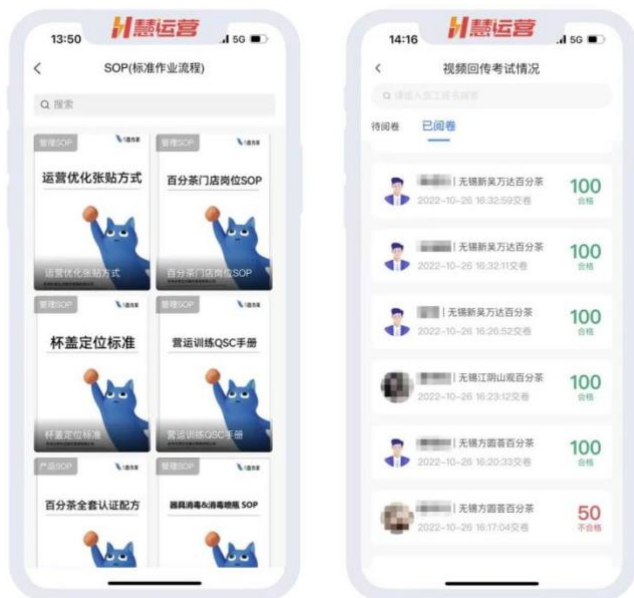 慧运营
13:50
5G
SOP(标准作业流程)
搜索
管理SOP
运营优化张贴方式
运营优化张贴方式
管理SOP
百分茶门店岗位SOP
百分茶门店岗位SOP
管理SOP
杯盖定位标准
杯盖定位标准
管理SOP
营运训练QSC手册
营运训练QSC手册
产品SOP
百分茶全套认证配方
管理SOP
器具消毒&消毒喷瓶 SOP
慧运营
14:16
5G
视频回传考试情况
请输入员工姓名搜索
待阅卷
已阅卷
| 无锡新吴万达百分茶
2022-10-26 16:32:59交卷
100
合格
| 无锡新吴万达百分茶
2022-10-26 16:32:11交卷
100
合格
| 无锡新吴万达百分茶
2022-10-26 16:26:52交卷
100
合格
| 无锡江阴山观百分茶
2022-10-26 16:23:12交卷
100
合格
| 无锡方圆荟百分茶
2022-10-26 16:20:33交卷
100
合格
| 无锡方圆荟百分茶
2022-10-26 16:17:04交卷
50
不合格